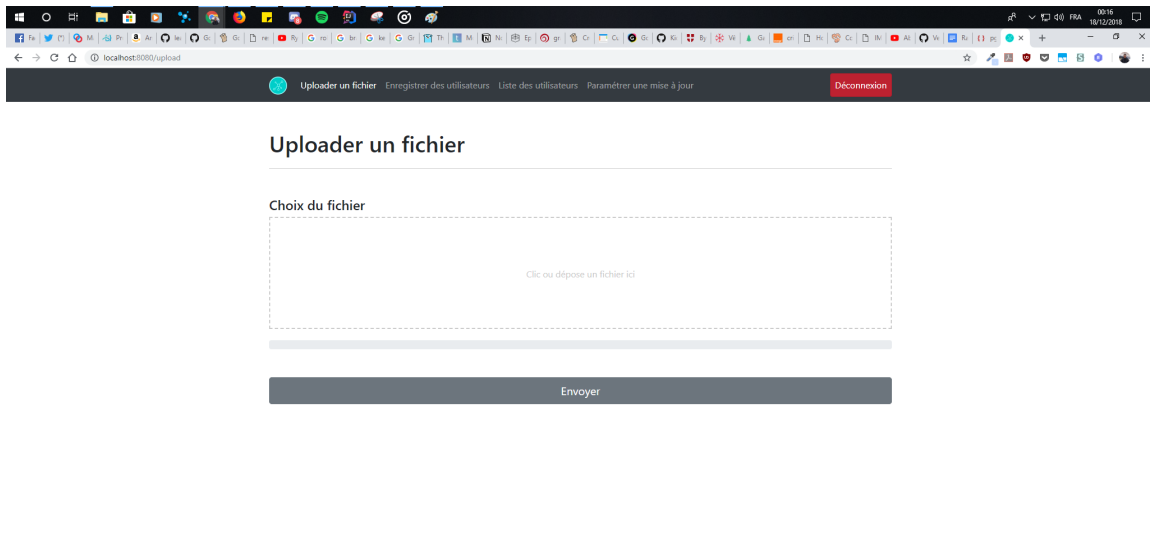 00:16
FRA
18/12/2018
localhost:8080/upload
Uploader un fichier Enregistrer des utilisateurs Liste des utilisateurs Paramétrer une mise à jour Déconnexion
Uploader un fichier
Choix du fichier
Clic ou dépose un fichier ici
Envoyer